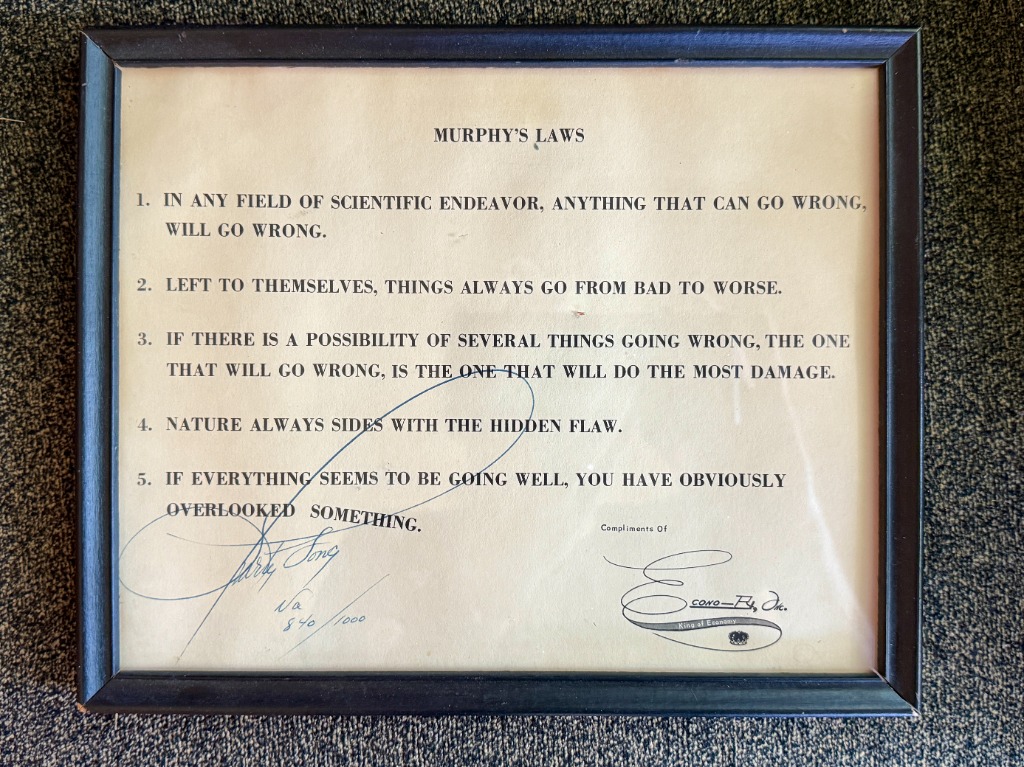 MURPHY'S LAWS
1. IN ANY FIELD OF SCIENTIFIC ENDEAVOR, ANYTHING THAT CAN GO WRONG,
WILL GO WRONG.
2. LEFT TO THEMSELVES, THINGS ALWAYS GO FROM BAD TO WORSE.
3. IF THERE IS A POSSIBILITY OF SEVERAL THINGS GOING WRONG, THE ONE
THAT WILL GO WRONG, IS THE ONE THAT WILL DO THE MOST DAMAGE.
4. NATURE ALWAYS SIDES WITH THE HIDDEN FLAW.
5. IF EVERYTHING SEEMS TO BE GOING WELL, YOU HAVE OBVIOUSLY
OVERLOOKED SOMETHING.
Compliments Of
Song
840/1000
Inc.
King of Economy